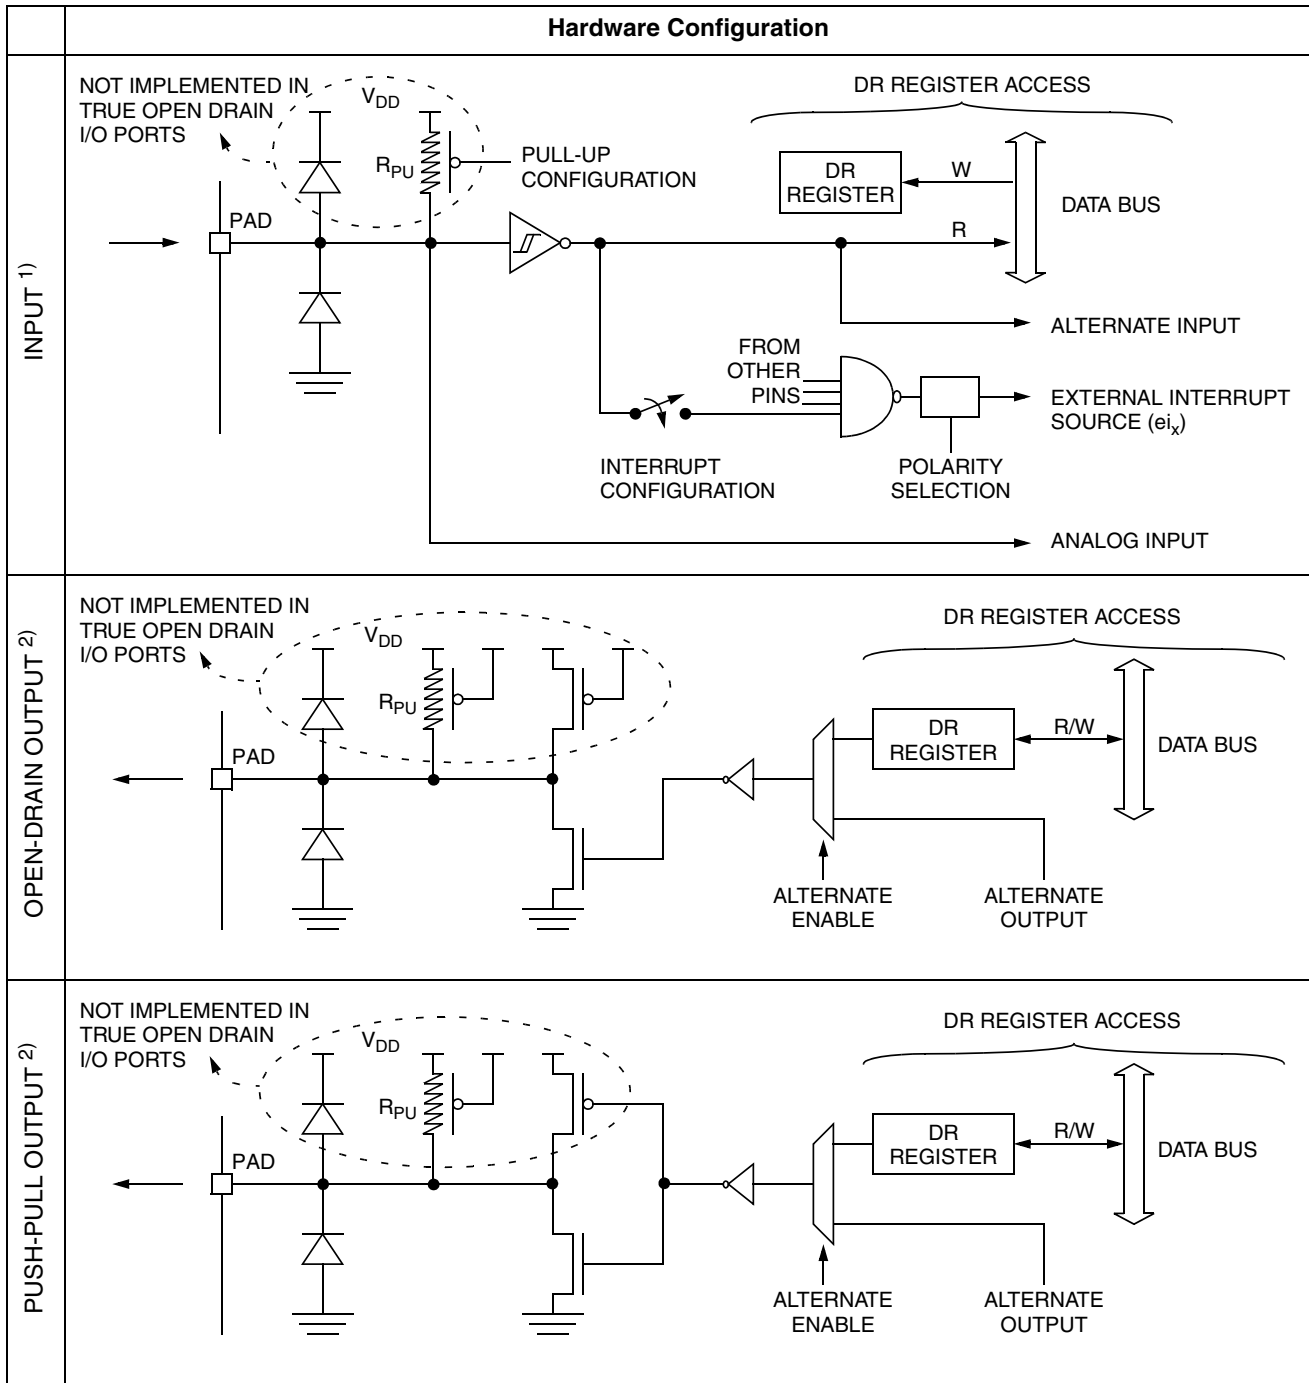 Hardware Configuration
INPUT 1)
NOT IMPLEMENTED IN
TRUE OPEN DRAIN
I/O PORTS
VDD
RPU
PULL-UP
CONFIGURATION
PAD
DR REGISTER ACCESS
DR
REGISTER
W
R
DATA BUS
ALTERNATE INPUT
FROM
OTHER
PINS
EXTERNAL INTERRUPT
SOURCE (eix)
INTERRUPT
CONFIGURATION
POLARITY
SELECTION
ANALOG INPUT
OPEN-DRAIN OUTPUT 2)
NOT IMPLEMENTED IN
TRUE OPEN DRAIN
I/O PORTS
VDD
RPU
PAD
DR REGISTER ACCESS
DR
REGISTER
R/W
DATA BUS
ALTERNATE
ENABLE
ALTERNATE
OUTPUT
PUSH-PULL OUTPUT 2)
NOT IMPLEMENTED IN
TRUE OPEN DRAIN
I/O PORTS
VDD
RPU
PAD
DR REGISTER ACCESS
DR
REGISTER
R/W
DATA BUS
ALTERNATE
ENABLE
ALTERNATE
OUTPUT